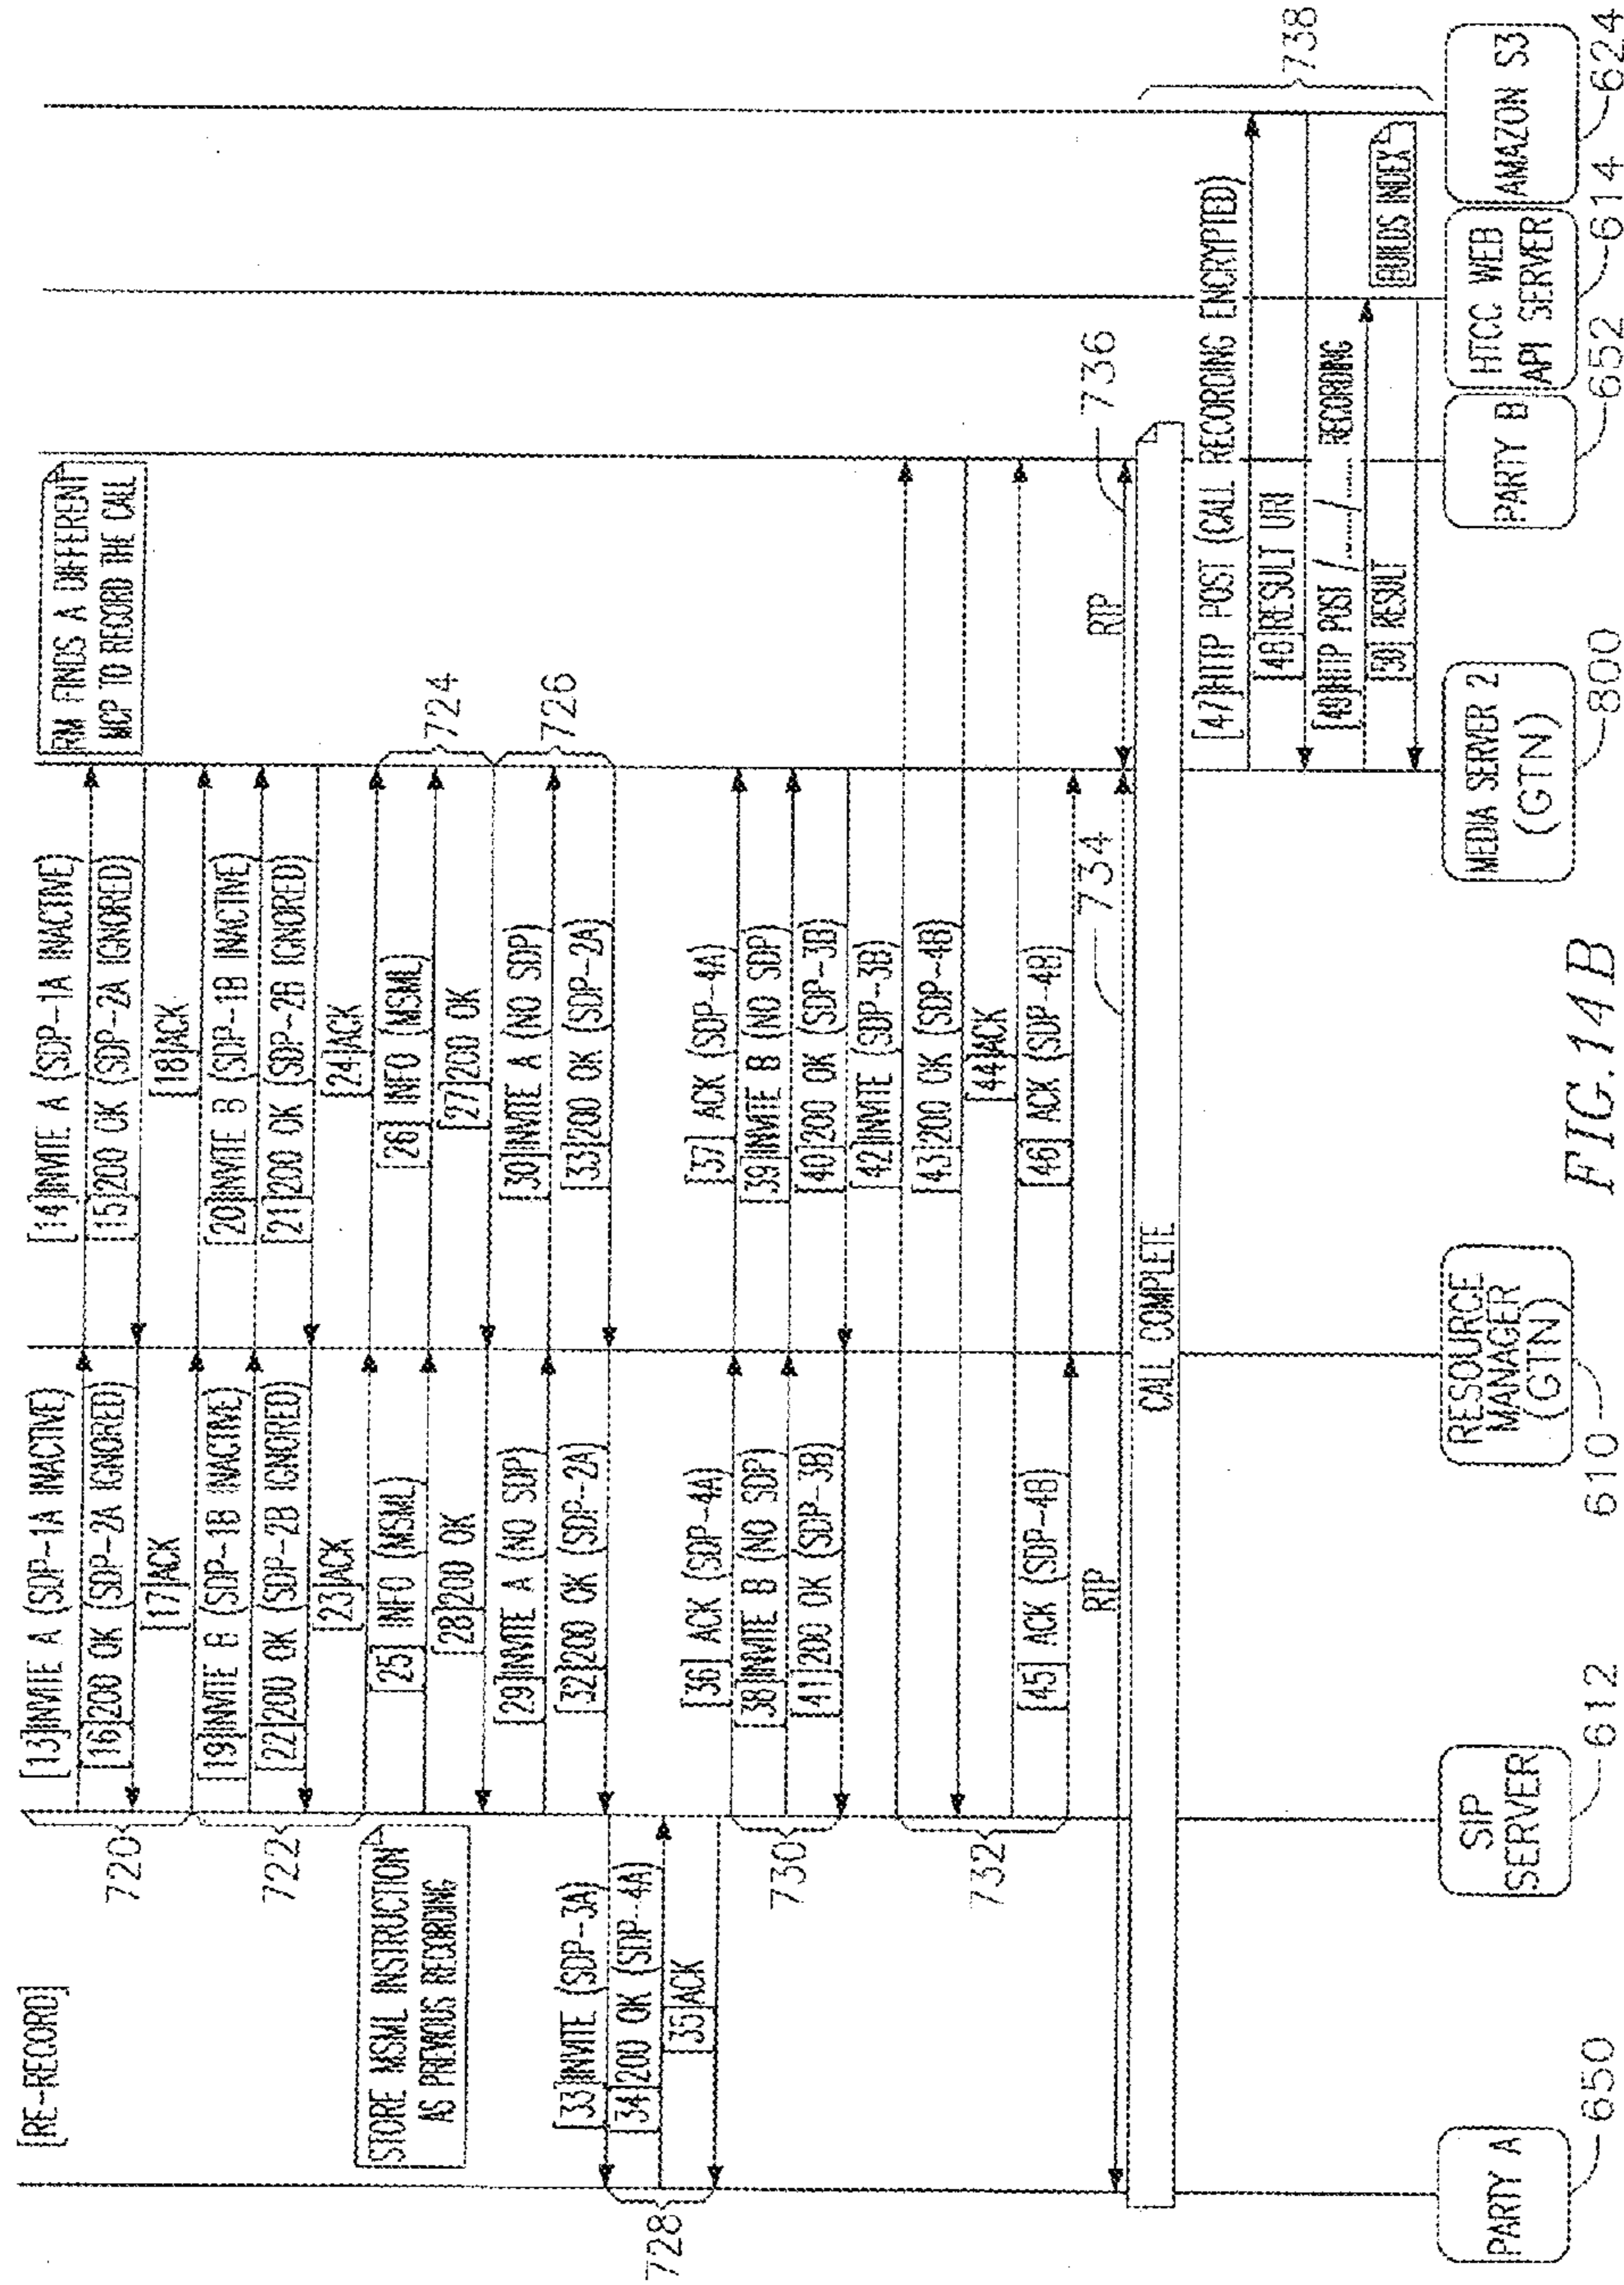 [RE-RECORD]
[13]INVITE A (SDP-1A INACTIVE)
[14]INVITE A (SDP-1A INACTIVE)
RM FINDS A DIFFERENT
MCP TO RECORD THE CALL
[16]200 OK (SDP-2A IGNORED)
[15]200 OK (SDP-2A IGNORED)
720
[17]ACK
[18]ACK
[19]INVITE B (SDP-1B INACTIVE)
[20]INVITE B (SDP-1B INACTIVE)
722
[22]200 OK (SDP-2B IGNORED)
[21]200 OK (SDP-2B IGNORED)
[23]ACK
[24]ACK
STORE MSML INSTRUCTION
AS PREVIOUS RECORDING
[25] INFO (MSML)
[26] INFO (MSML)
724
[28]200 OK
[27]200 OK
[29]INVITE A (NO SDP)
[30]INVITE A (NO SDP)
726
[33]INVITE (SDP-3A)
[32]200 OK (SDP-2A)
[33]200 OK (SDP-2A)
728
[34]200 OK (SDP-4A)
[35]ACK
[36] ACK (SDP-4A)
[37] ACK (SDP-4A)
730
[38]INVITE B (NO SDP)
[39]INVITE B (NO SDP)
[41]200 OK (SDP-3B)
[40]200 OK (SDP-3B)
[42]INVITE (SDP-3B)
732
[43]200 OK (SDP-4B)
[44]ACK
[45] ACK (SDP-4B)
[46] ACK (SDP-4B)
734
736
RTP
RTP
CALL COMPLETE
[47]HTTP POST (CALL RECORDING ENCRYPTED)
[48]RESULT URI
738
[49]HTTP POST /....../...... RECORDING
[50] RESULT
BUILDS INDEX
PARTY A
650
SIP
SERVER
612
RESOURCE
MANAGER
(GTN)
610
MEDIA SERVER 2
(GTN)
800
PARTY B
652
HTCC WEB
API SERVER
614
AMAZON S3
624
FIG.14B